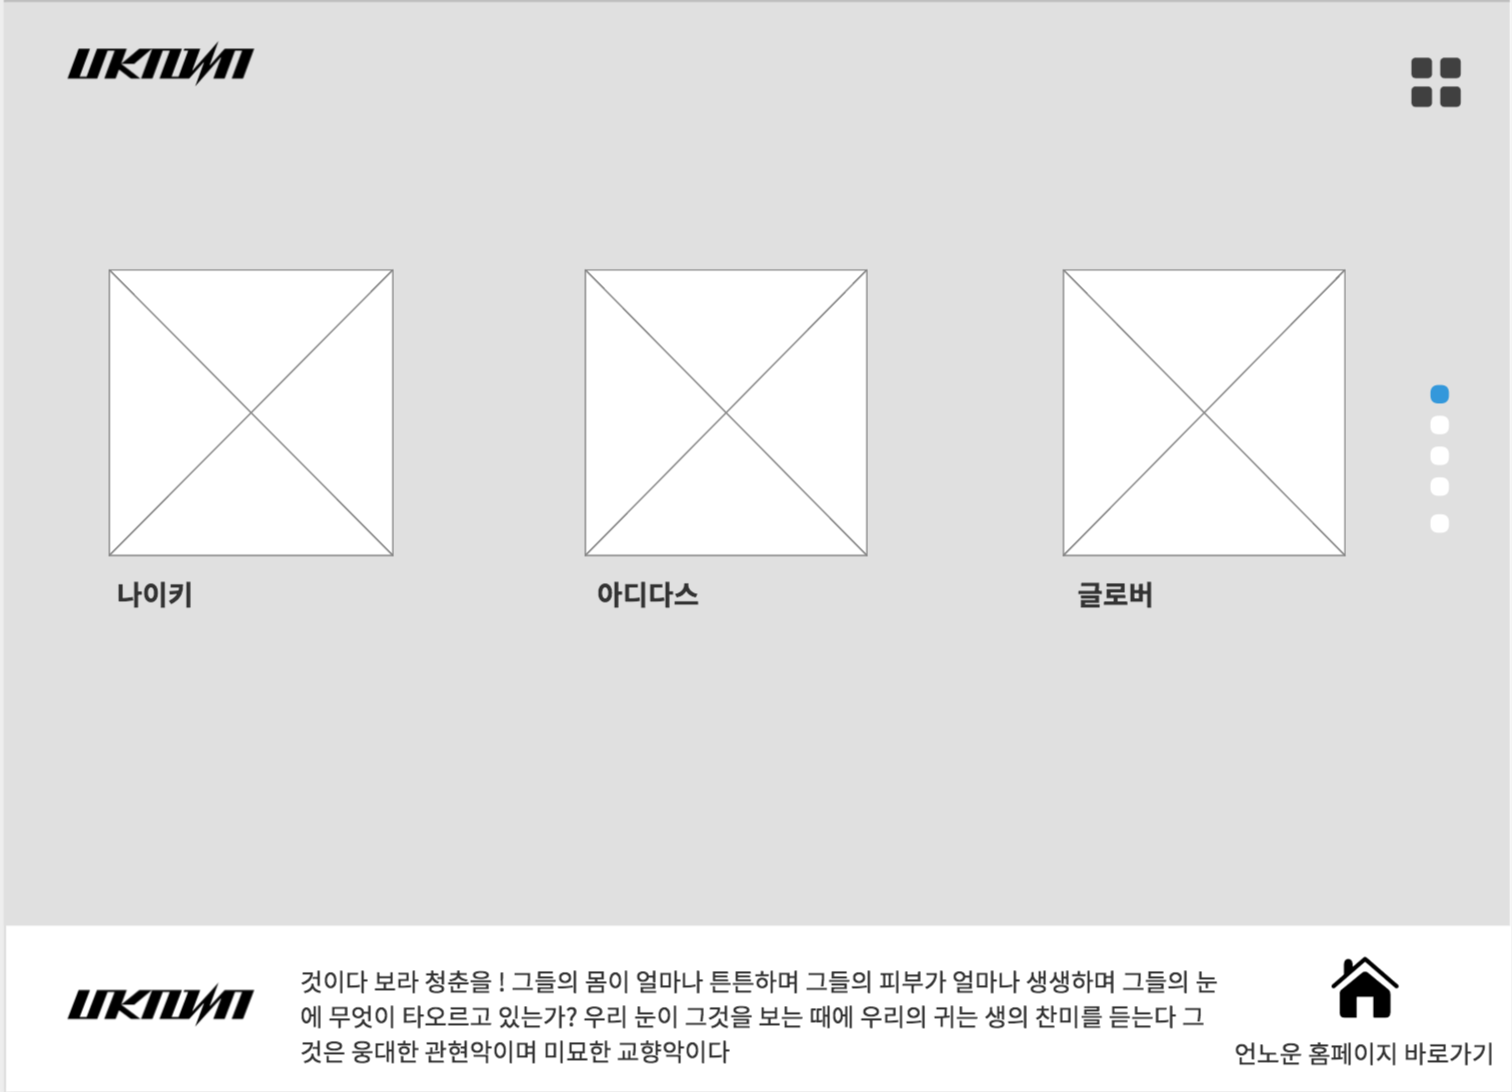 UKNOWN
나이키
아디다스
글로버
UKNOWN
것이다 보라 청춘을 ! 그들의 몸이 얼마나 튼튼하며 그들의 피부가 얼마나 생생하며 그들의 눈
에 무엇이 타오르고 있는가? 우리 눈이 그것을 보는 때에 우리의 귀는 생의 찬미를 듣는다 그
것은 웅대한 관현악이며 미묘한 교향악이다
언노운 홈페이지 바로가기